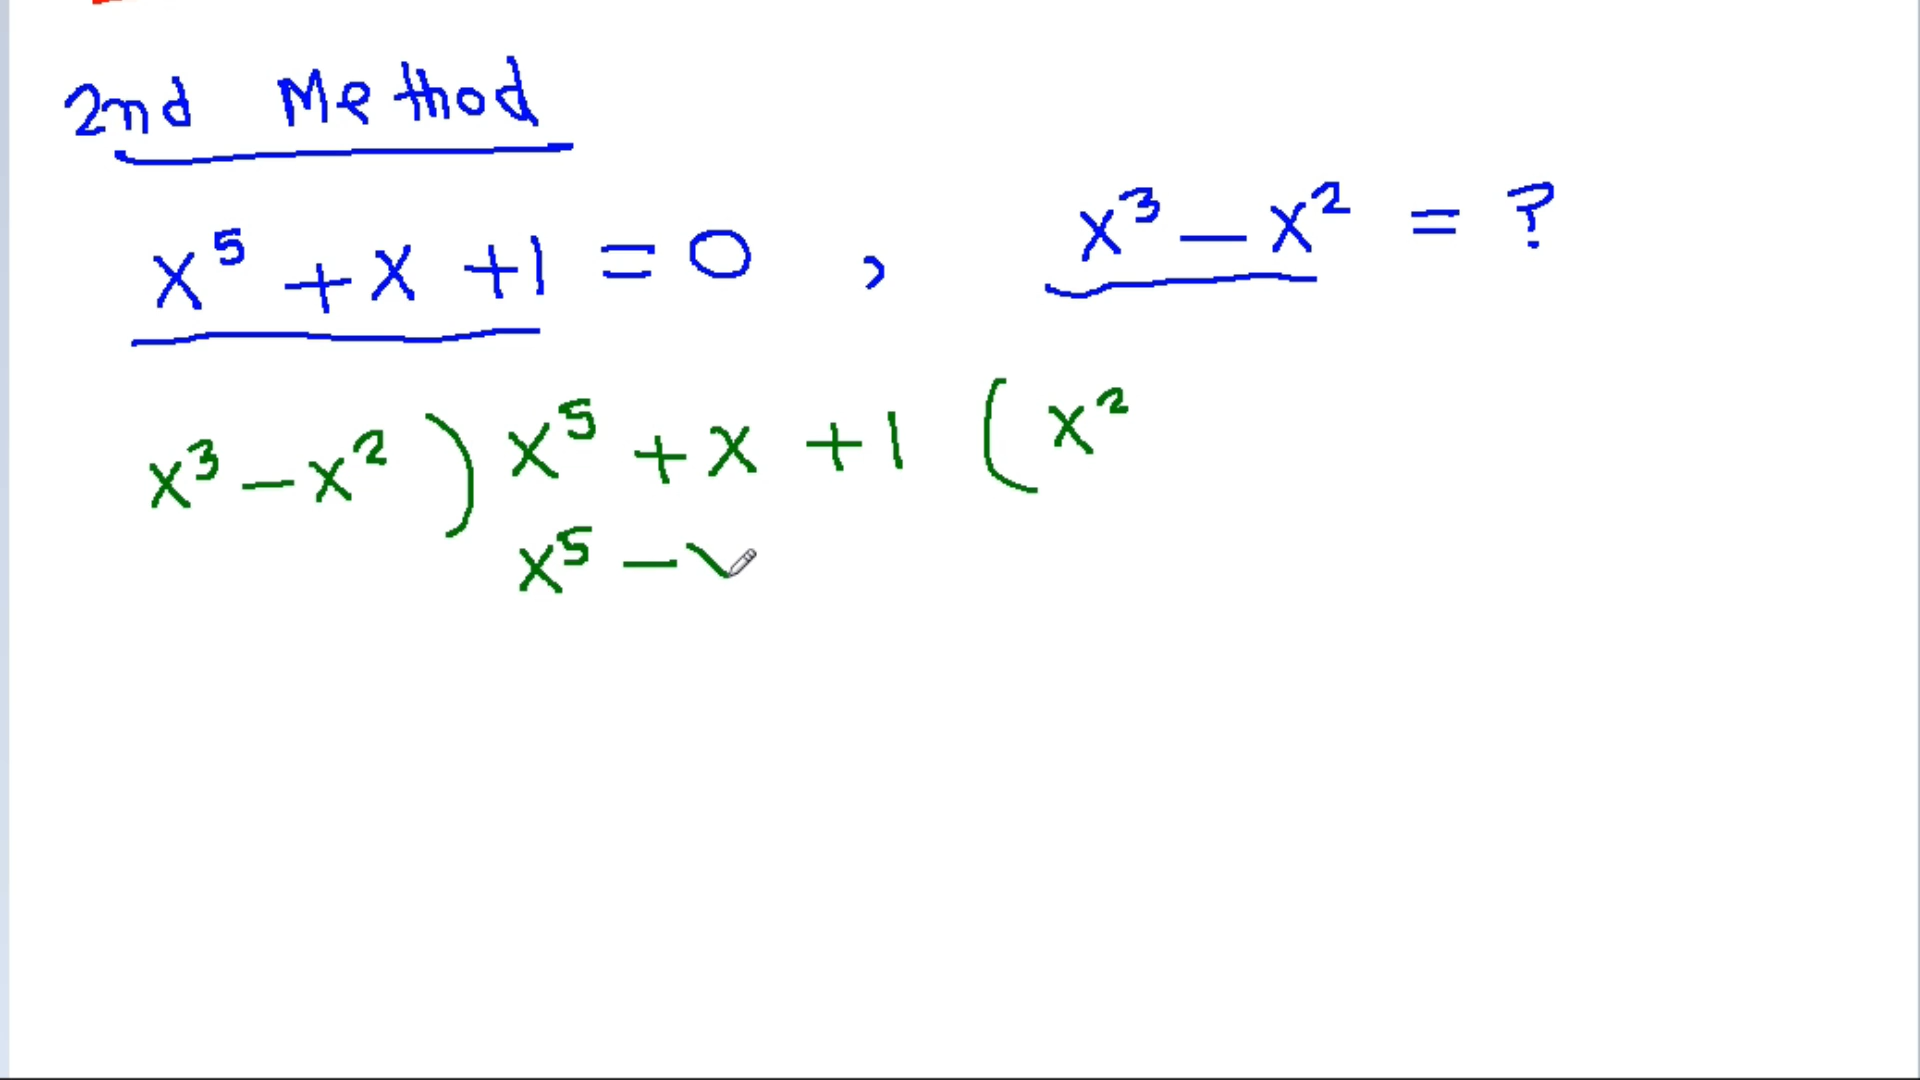 2nd Method
x⁵ + x + 1 = 0 , x³ − x² = ?
x³ − x² ) x⁵ + x + 1 ( x²
x⁵ −